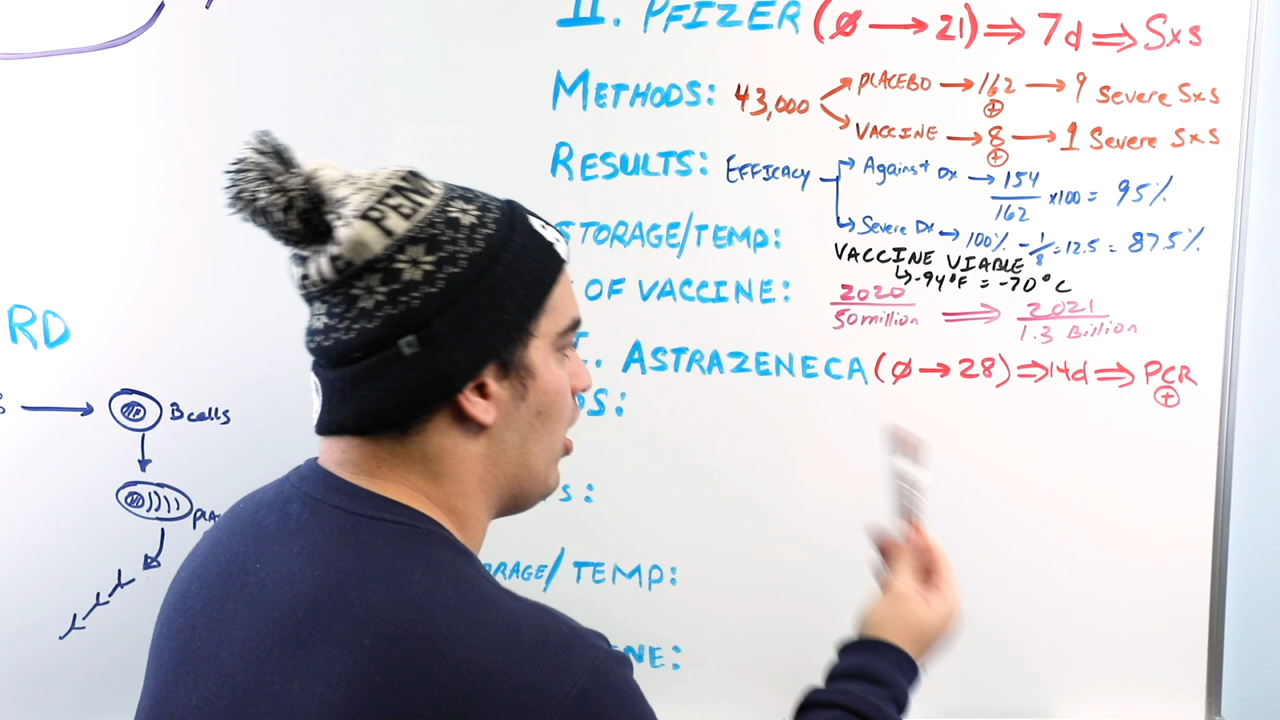 II. PFIZER (Ø → 21) ⇒ 7d ⇒ Sxs
METHODS: 43,000
PLACEBO → 162 → 9 Severe Sxs
+
VACCINE → 8 → 1 Severe Sxs
+
RESULTS: EFFICACY
Against Dx → 154/162 x100 = 95%
Severe Dx → 100% - 1/8 = 12.5 = 87.5%
STORAGE/TEMP:
VACCINE VIABLE
↳ -94°F = -70°C
OF VACCINE:
2020 ⇒ 2021
50 million 1.3 Billion
ASTRAZENECA (Ø → 28) ⇒ 14d ⇒ PCR
+
RD
→ B cells
PENN
ORAGE/TEMP:
NE: